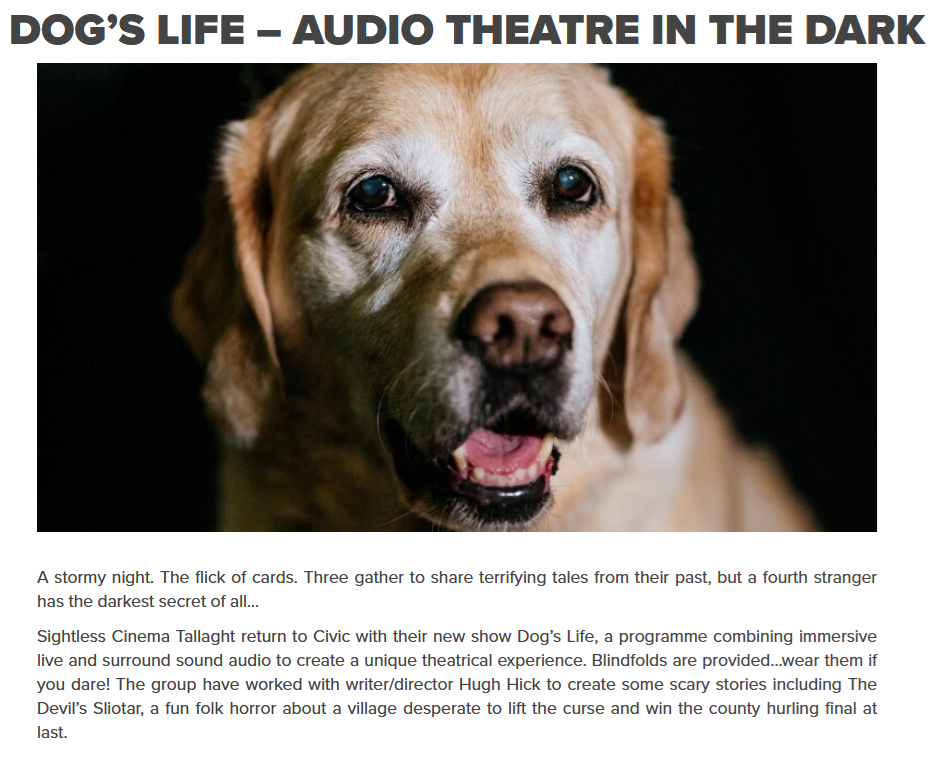 DOG’S LIFE – AUDIO THEATRE IN THE DARK
A stormy night. The flick of cards. Three gather to share terrifying tales from their past, but a fourth stranger
has the darkest secret of all…
Sightless Cinema Tallaght return to Civic with their new show Dog’s Life, a programme combining immersive
live and surround sound audio to create a unique theatrical experience. Blindfolds are provided…wear them if
you dare! The group have worked with writer/director Hugh Hick to create some scary stories including The
Devil’s Sliotar, a fun folk horror about a village desperate to lift the curse and win the county hurling final at
last.